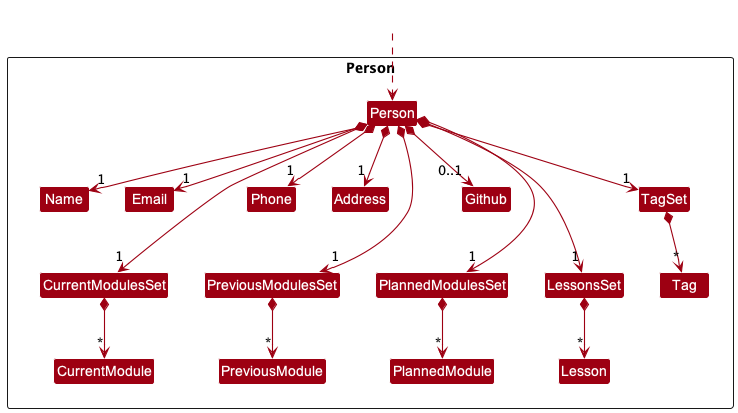 Person
Person
1
1
1
1
0..1
1
Name
Email
Phone
Address
Github
TagSet
1
1
1
1
*
CurrentModulesSet
PreviousModulesSet
PlannedModulesSet
LessonsSet
Tag
*
*
*
*
CurrentModule
PreviousModule
PlannedModule
Lesson